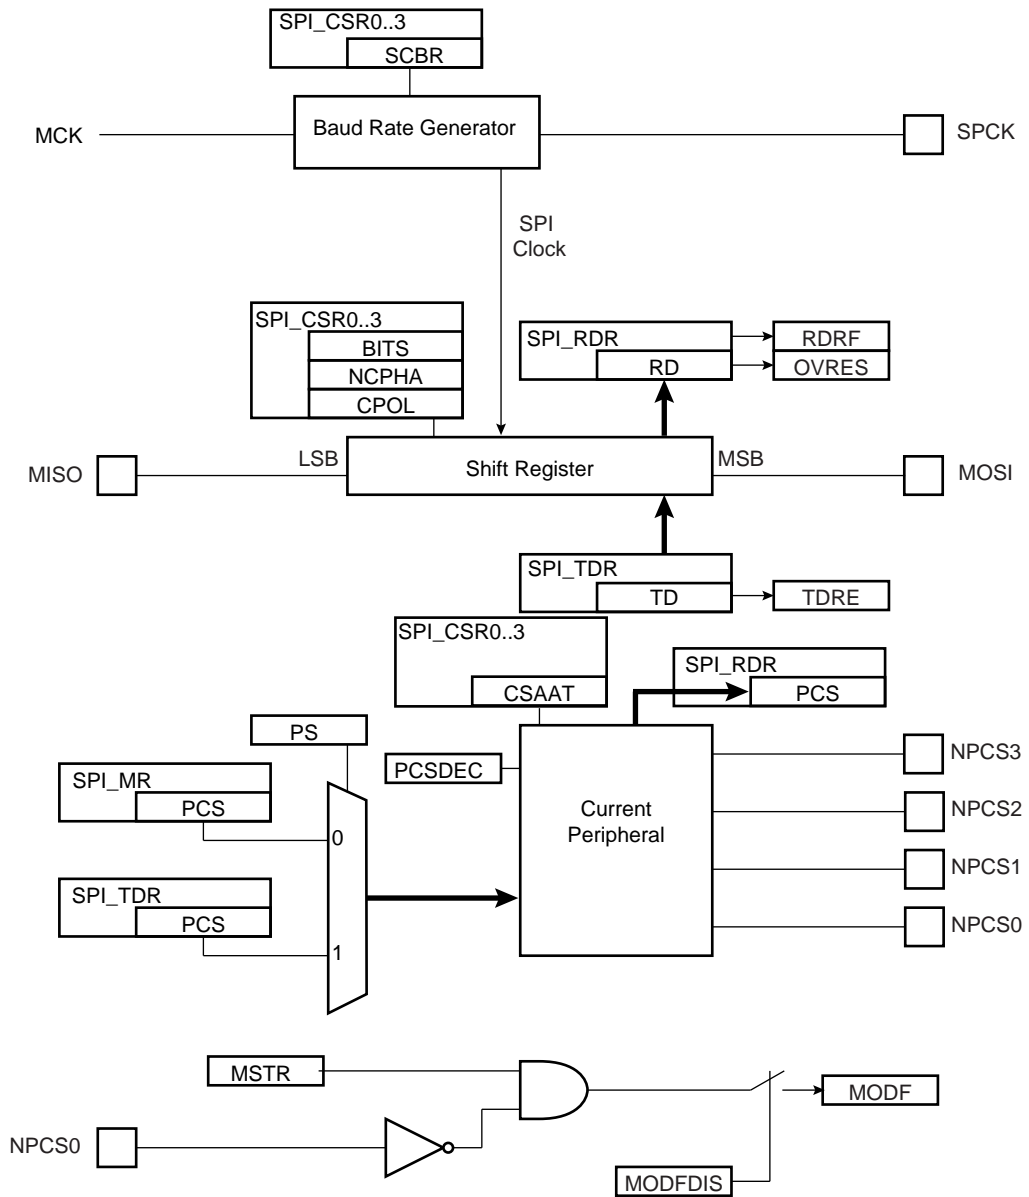 SPI_CSR0..3
SCBR
MCK
Baud Rate Generator
SPCK
SPI
Clock
SPI_CSR0..3
BITS
NCPHA
CPOL
SPI_RDR
RD
RDRF
OVRES
MISO
LSB
Shift Register
MSB
MOSI
SPI_TDR
TD
TDRE
SPI_CSR0..3
CSAAT
SPI_RDR
PCS
PS
PCSDEC
SPI_MR
PCS
0
SPI_TDR
PCS
1
Current
Peripheral
NPCS3
NPCS2
NPCS1
NPCS0
MSTR
MODF
NPCS0
MODFDIS